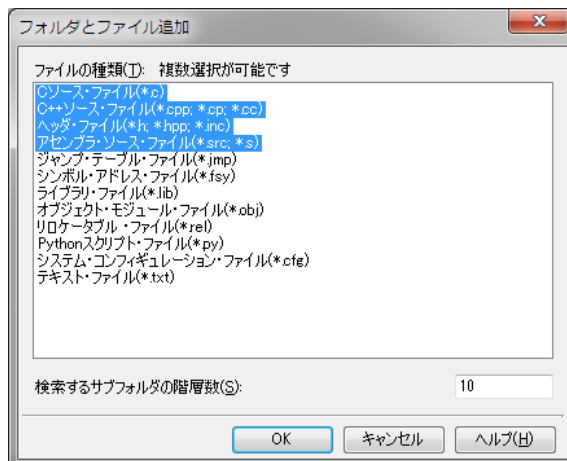 フォルダとファイル追加
ファイルの種類(T): 複数選択が可能です
Cソース・ファイル(*.c)
C++ソース・ファイル(*.cpp; *.cp; *.cc)
ヘッダ・ファイル(*.h; *.hpp; *.inc)
アセンブラ・ソース・ファイル(*.src; *.s)
ジャンプ・テーブル・ファイル(*.jmp)
シンボル・アドレス・ファイル(*.fsy)
ライブラリ・ファイル(*.lib)
オブジェクト・モジュール・ファイル(*.obj)
リロケータブル ・ファイル(*.rel)
Pythonスクリプト・ファイル(*.py)
システム・コンフィギュレーション・ファイル(*.cfg)
テキスト・ファイル(*.txt)
検索するサブフォルダの階層数(S): 10
OK キャンセル ヘルプ(H)